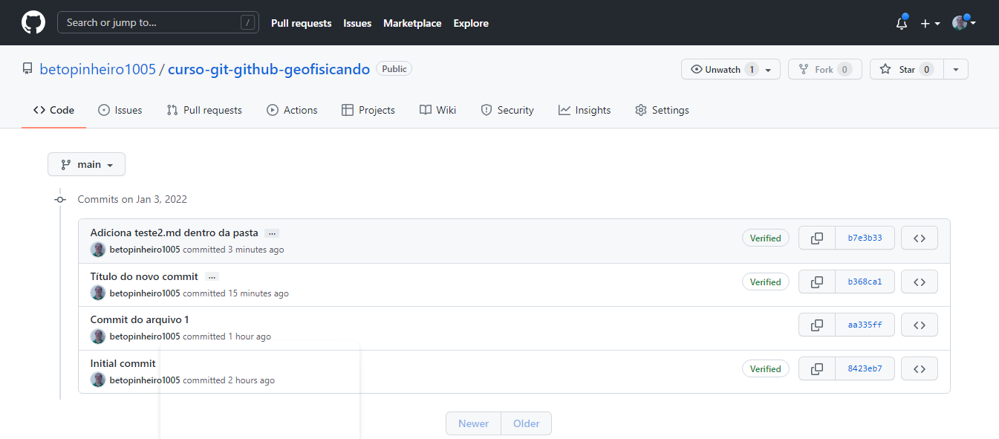 Search or jump to... / Pull requests Issues Marketplace Explore
betopinheiro1005 / curso-git-github-geofisicando Public Unwatch 1 Fork 0 Star 0
Code Issues Pull requests Actions Projects Wiki Security Insights Settings
main
Commits on Jan 3, 2022
Adiciona teste2.md dentro da pasta ...
betopinheiro1005 committed 3 minutes ago
Verified b7e3b33
Título do novo commit ...
betopinheiro1005 committed 15 minutes ago
Verified b368ca1
Commit do arquivo 1
betopinheiro1005 committed 1 hour ago
aa335ff
Initial commit
betopinheiro1005 committed 2 hours ago
Verified 8423eb7
Newer Older